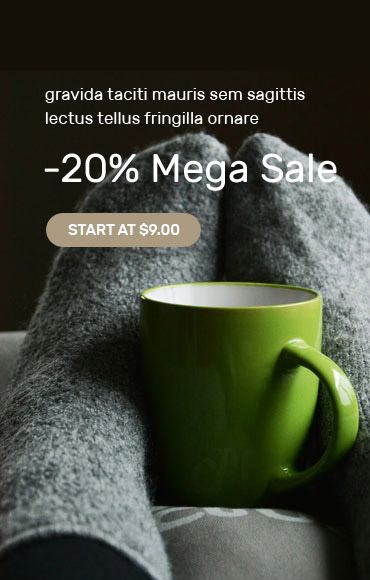 gravida taciti mauris sem sagittis
lectus tellus fringilla ornare
-20% Mega Sale
START AT $9.00